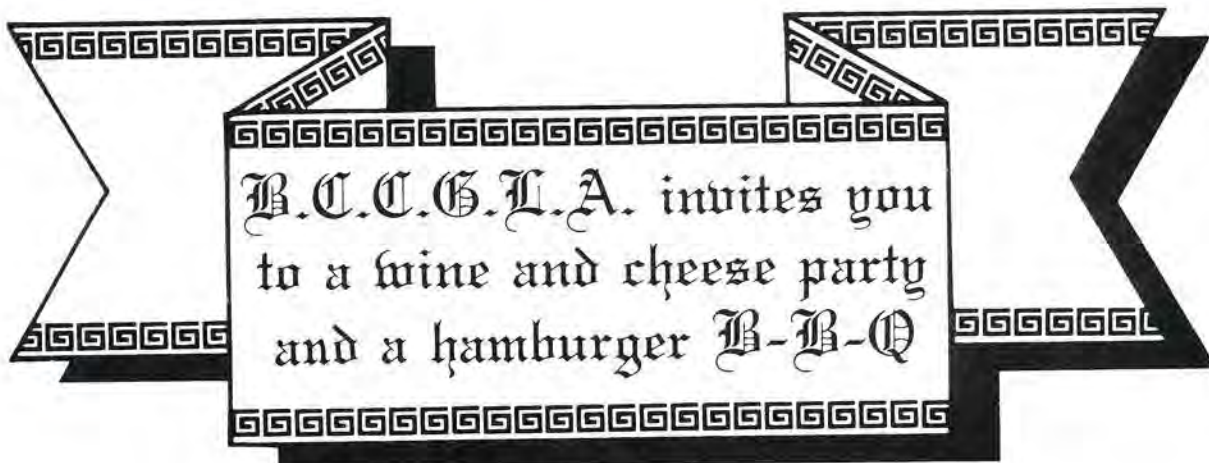 B.C.C.G.L.A. invites you
to a wine and cheese party
and a hamburger B-B-Q